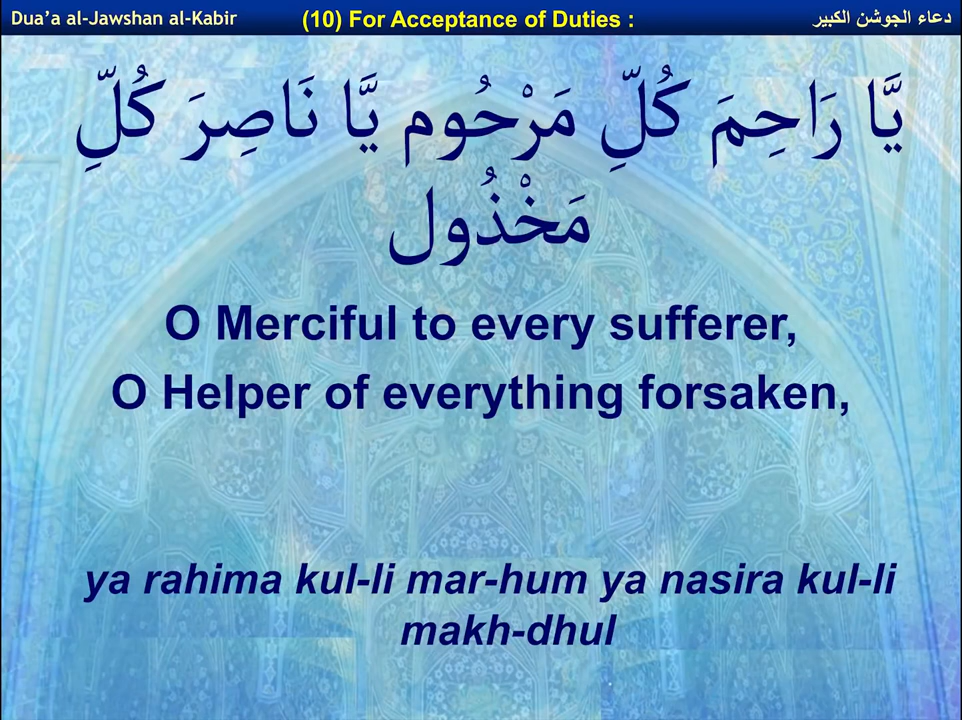 Dua’a al-Jawshan al-Kabir
(10) For Acceptance of Duties :
دعاء الجوشن الكبير
يَّا رَاحِمَ كُلِّ مَرْحُوم يَّا نَاصِرَ كُلِّ
مَخْذُول
O Merciful to every sufferer,
O Helper of everything forsaken,
ya rahima kul-li mar-hum ya nasira kul-li
makh-dhul